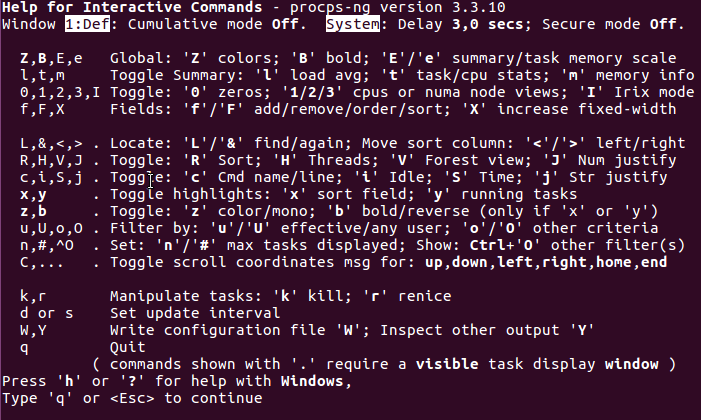 Help for Interactive Commands - procps-ng version 3.3.10
Window 1:Def: Cumulative mode Off.  System: Delay 3,0 secs; Secure mode Off.

  Z,B,E,e   Global: 'Z' colors; 'B' bold; 'E'/'e' summary/task memory scale
  l,t,m     Toggle Summary: 'l' load avg; 't' task/cpu stats; 'm' memory info
  0,1,2,3,I Toggle: '0' zeros; '1/2/3' cpus or numa node views; 'I' Irix mode
  f,F,X     Fields: 'f'/'F' add/remove/order/sort; 'X' increase fixed-width

  L,&,<,> . Locate: 'L'/'&' find/again; Move sort column: '<'/'>' left/right
  R,H,V,J . Toggle: 'R' Sort; 'H' Threads; 'V' Forest view; 'J' Num justify
  c,i,S,j . Toggle: 'c' Cmd name/line; 'i' Idle; 'S' Time; 'j' Str justify
  x,y     . Toggle highlights: 'x' sort field; 'y' running tasks
  z,b     . Toggle: 'z' color/mono; 'b' bold/reverse (only if 'x' or 'y')
  u,U,o,O . Filter by: 'u'/'U' effective/any user; 'o'/'O' other criteria
  n,#,^O  . Set: 'n'/'#' max tasks displayed; Show: Ctrl+'O' other filter(s)
  C,...   . Toggle scroll coordinates msg for: up,down,left,right,home,end

  k,r       Manipulate tasks: 'k' kill; 'r' renice
  d or s    Set update interval
  W,Y       Write configuration file 'W'; Inspect other output 'Y'
  q         Quit
          ( commands shown with '.' require a visible task display window )
Press 'h' or '?' for help with Windows,
Type 'q' or <Esc> to continue